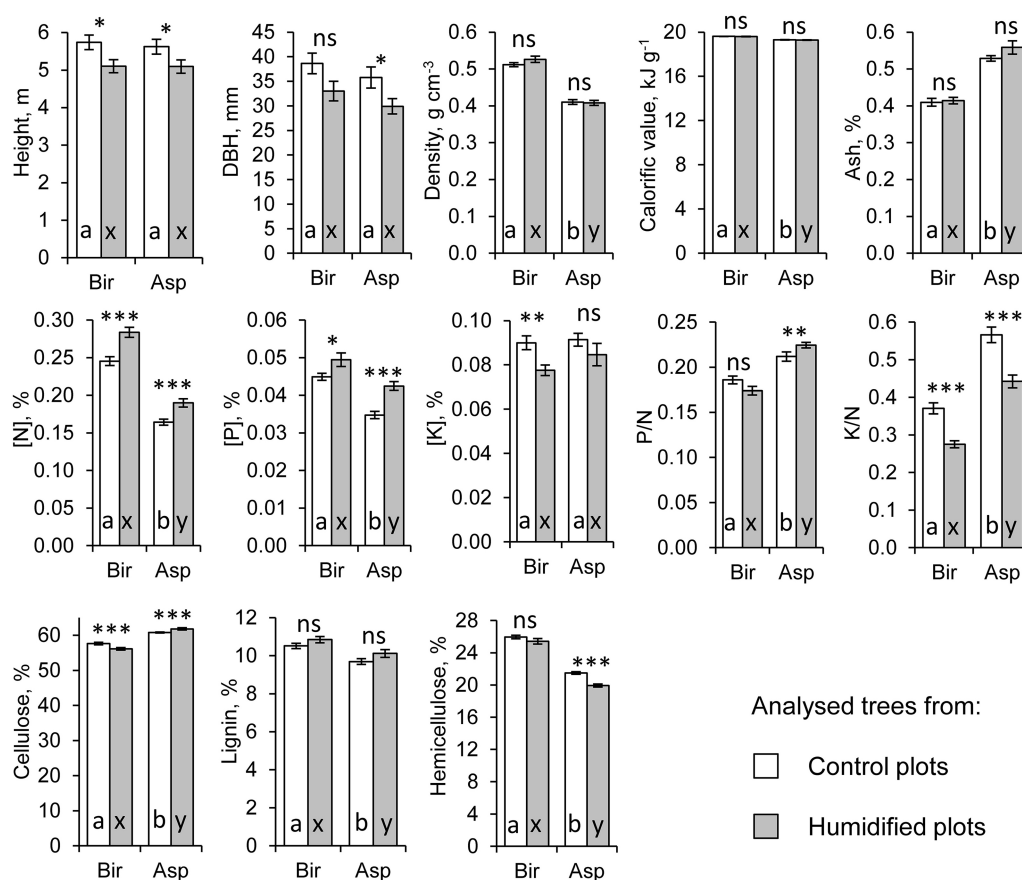 Height, m
6
5
4
3
2
1
0
*
*
a x a x
Bir Asp
DBH, mm
45
40
35
30
25
20
15
10
5
0
ns
*
a x a x
Bir Asp
Density, g cm⁻³
0.6
0.5
0.4
0.3
0.2
0.1
0.0
ns
ns
a x b y
Bir Asp
Calorific value, kJ g⁻¹
20
16
12
8
4
0
ns
ns
a x b y
Bir Asp
Ash, %
0.6
0.5
0.4
0.3
0.2
0.1
0.0
ns
ns
a x b y
Bir Asp
[N], %
0.30
0.25
0.20
0.15
0.10
0.05
0.00
***
***
a x b y
Bir Asp
[P], %
0.06
0.05
0.04
0.03
0.02
0.01
0.00
*
***
a x b y
Bir Asp
[K], %
0.10
0.08
0.06
0.04
0.02
0.00
**
ns
a x a x
Bir Asp
P/N
0.25
0.20
0.15
0.10
0.05
0.00
ns
**
a x b y
Bir Asp
K/N
0.6
0.5
0.4
0.3
0.2
0.1
0.0
***
***
a x b y
Bir Asp
Cellulose, %
60
50
40
30
20
10
0
***
***
a x b y
Bir Asp
Lignin, %
12
10
8
6
4
2
0
ns
ns
a x b y
Bir Asp
Hemicellulose, %
28
24
20
16
12
8
4
0
ns
***
a x b y
Bir Asp
Analysed trees from:
Control plots
Humidified plots